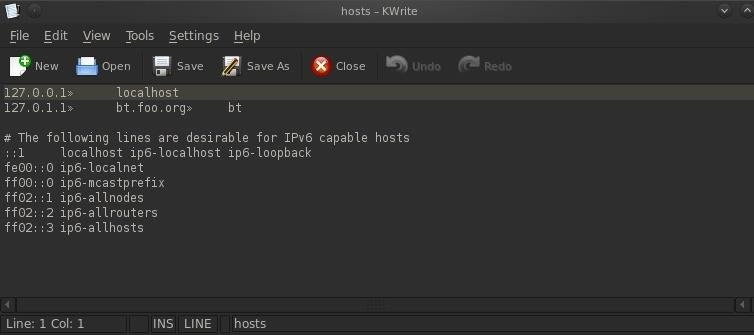 hosts – KWrite
File Edit View Tools Settings Help
New Open Save Save As Close Undo Redo
127.0.0.1» localhost
127.0.1.1» bt.foo.org» bt
# The following lines are desirable for IPv6 capable hosts
::1 localhost ip6-localhost ip6-loopback
fe00::0 ip6-localnet
ff00::0 ip6-mcastprefix
ff02::1 ip6-allnodes
ff02::2 ip6-allrouters
ff02::3 ip6-allhosts
Line: 1 Col: 1 INS LINE hosts